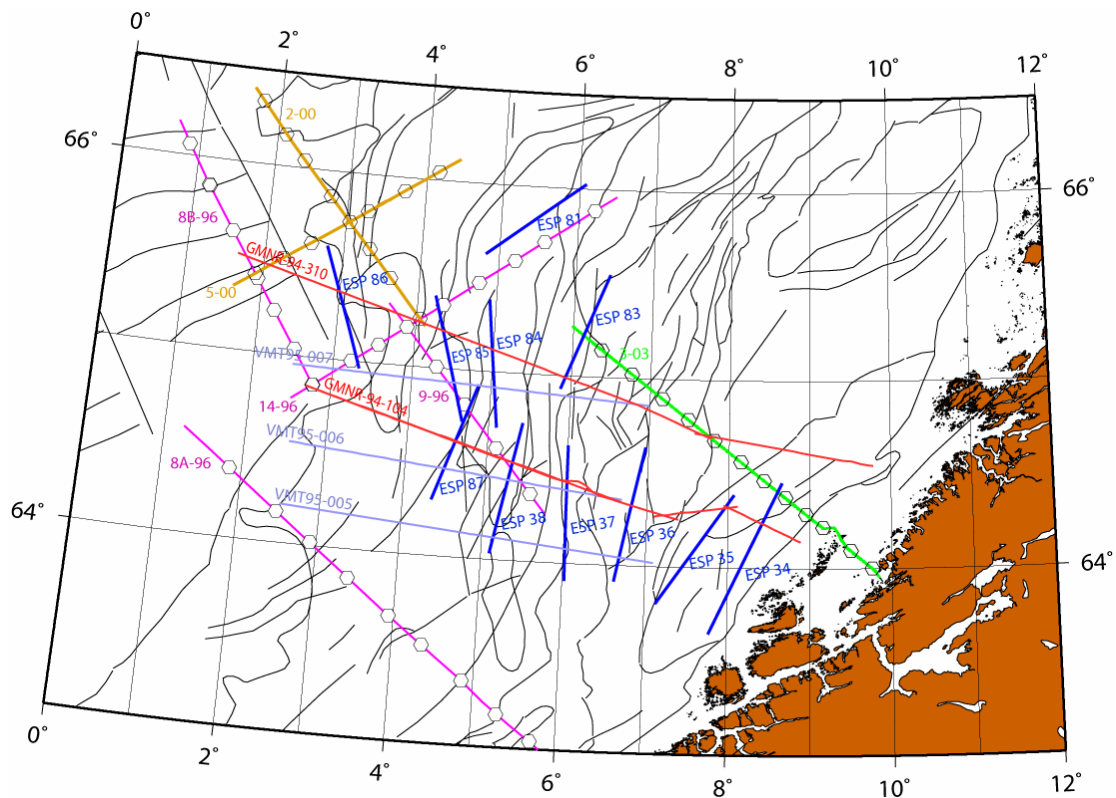 0°
2°
4°
6°
8°
10°
12°
66°
66°
2-00
8B-96
ESP 81
GMNR-94-310
ESP 86
5-00
ESP 83
VMT95-007
ESP 85
ESP 84
3-03
14-96
GMNR-94-104
9-96
VMT95-006
8A-96
ESP 87
VMT95-005
64°
ESP 38
ESP 37
ESP 36
ESP 35
ESP 34
64°
0°
2°
4°
6°
8°
10°
12°